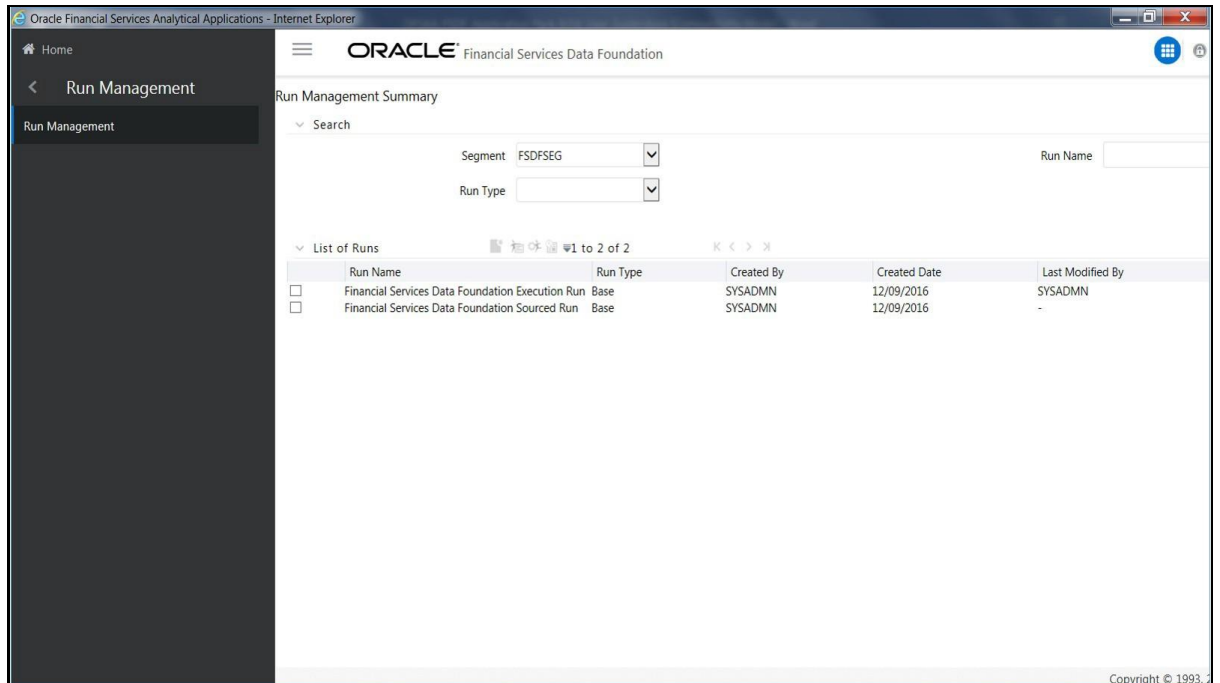 Oracle Financial Services Analytical Applications - Internet Explorer
Home
ORACLE Financial Services Data Foundation
Run Management
Run Management
Run Management Summary
Search
Segment FSDFSEG Run Name
Run Type
List of Runs 1 to 2 of 2
Run Name Run Type Created By Created Date Last Modified By
Financial Services Data Foundation Execution Run Base SYSADMN 12/09/2016 SYSADMN
Financial Services Data Foundation Sourced Run Base SYSADMN 12/09/2016 -
Copyright © 1993, 2